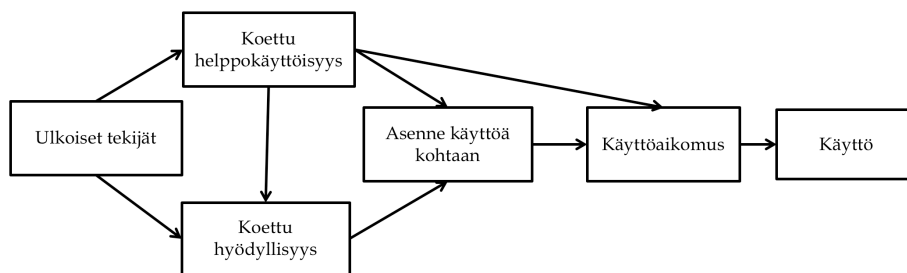 Koettu
helppokäyttöisyys
Ulkoiset tekijät
Asenne käyttöä
kohtaan
Käyttöaikomus
Käyttö
Koettu
hyödyllisyys